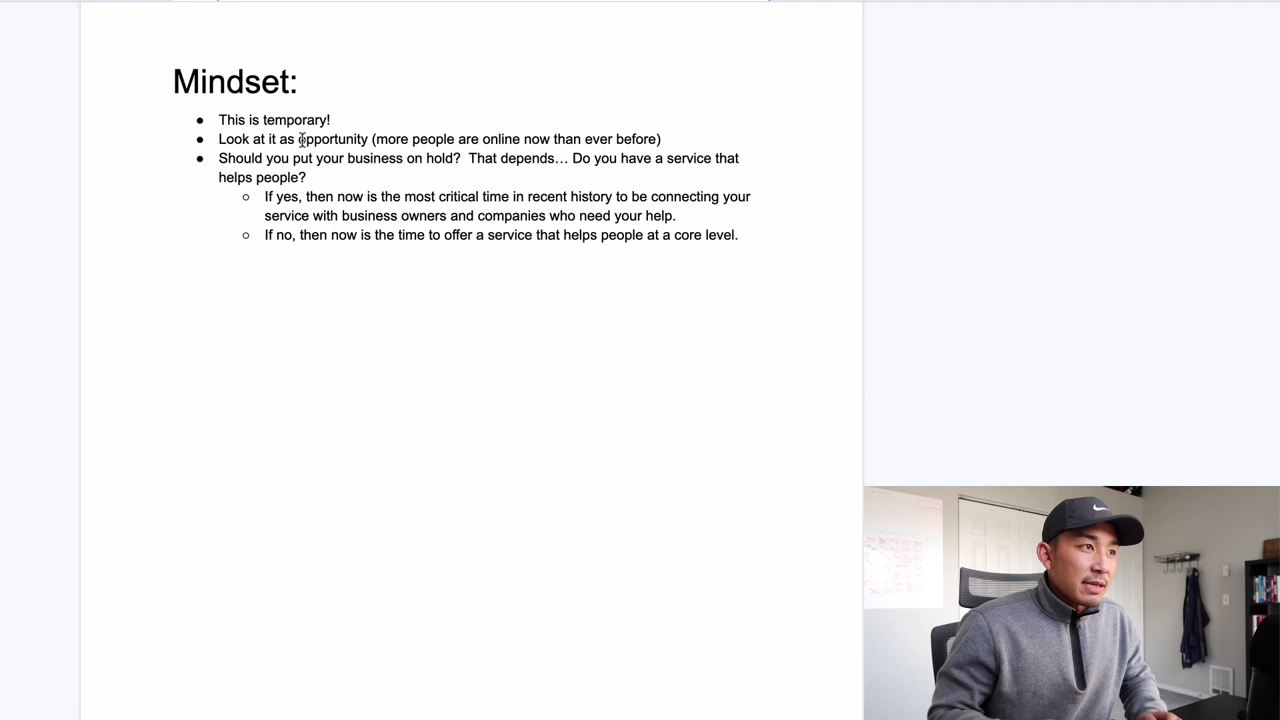 Mindset:
● This is temporary!
● Look at it as opportunity (more people are online now than ever before)
● Should you put your business on hold?  That depends… Do you have a service that
helps people?
○ If yes, then now is the most critical time in recent history to be connecting your
service with business owners and companies who need your help.
○ If no, then now is the time to offer a service that helps people at a core level.